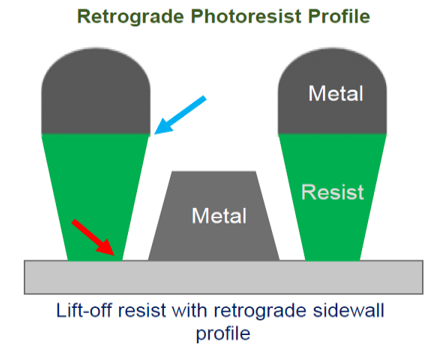 Retrograde Photoresist Profile
Metal
Resist
Metal
Lift-off resist with retrograde sidewall
profile